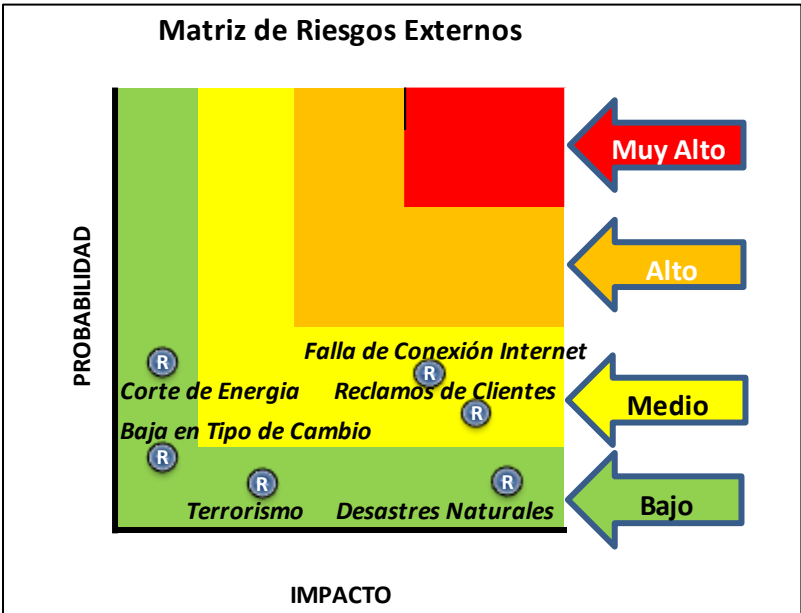 Matriz de Riesgos Externos
PROBABILIDAD
Muy Alto
Alto
Falla de Conexión Internet
R
R
Corte de Energia
Reclamos de Clientes
Medio
R
Baja en Tipo de Cambio
R
R
R
Terrorismo
Desastres Naturales
Bajo
IMPACTO